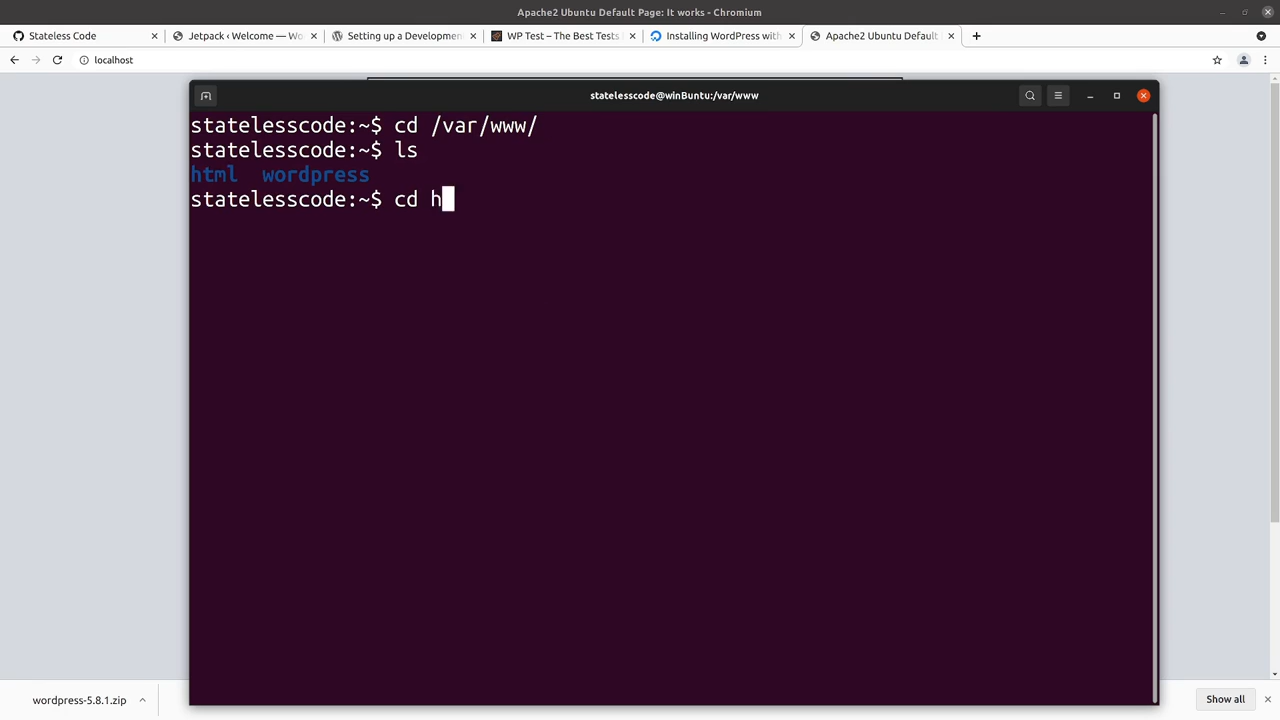 Apache2 Ubuntu Default Page: It works - Chromium
Stateless Code
Jetpack ‹ Welcome — Wo
Setting up a Developmen
WP Test – The Best Tests
Installing WordPress with
Apache2 Ubuntu Default
localhost
statelesscode@winBuntu:/var/www
statelesscode:~$ cd /var/www/
statelesscode:~$ ls
html wordpress
statelesscode:~$ cd h
wordpress-5.8.1.zip
Show all